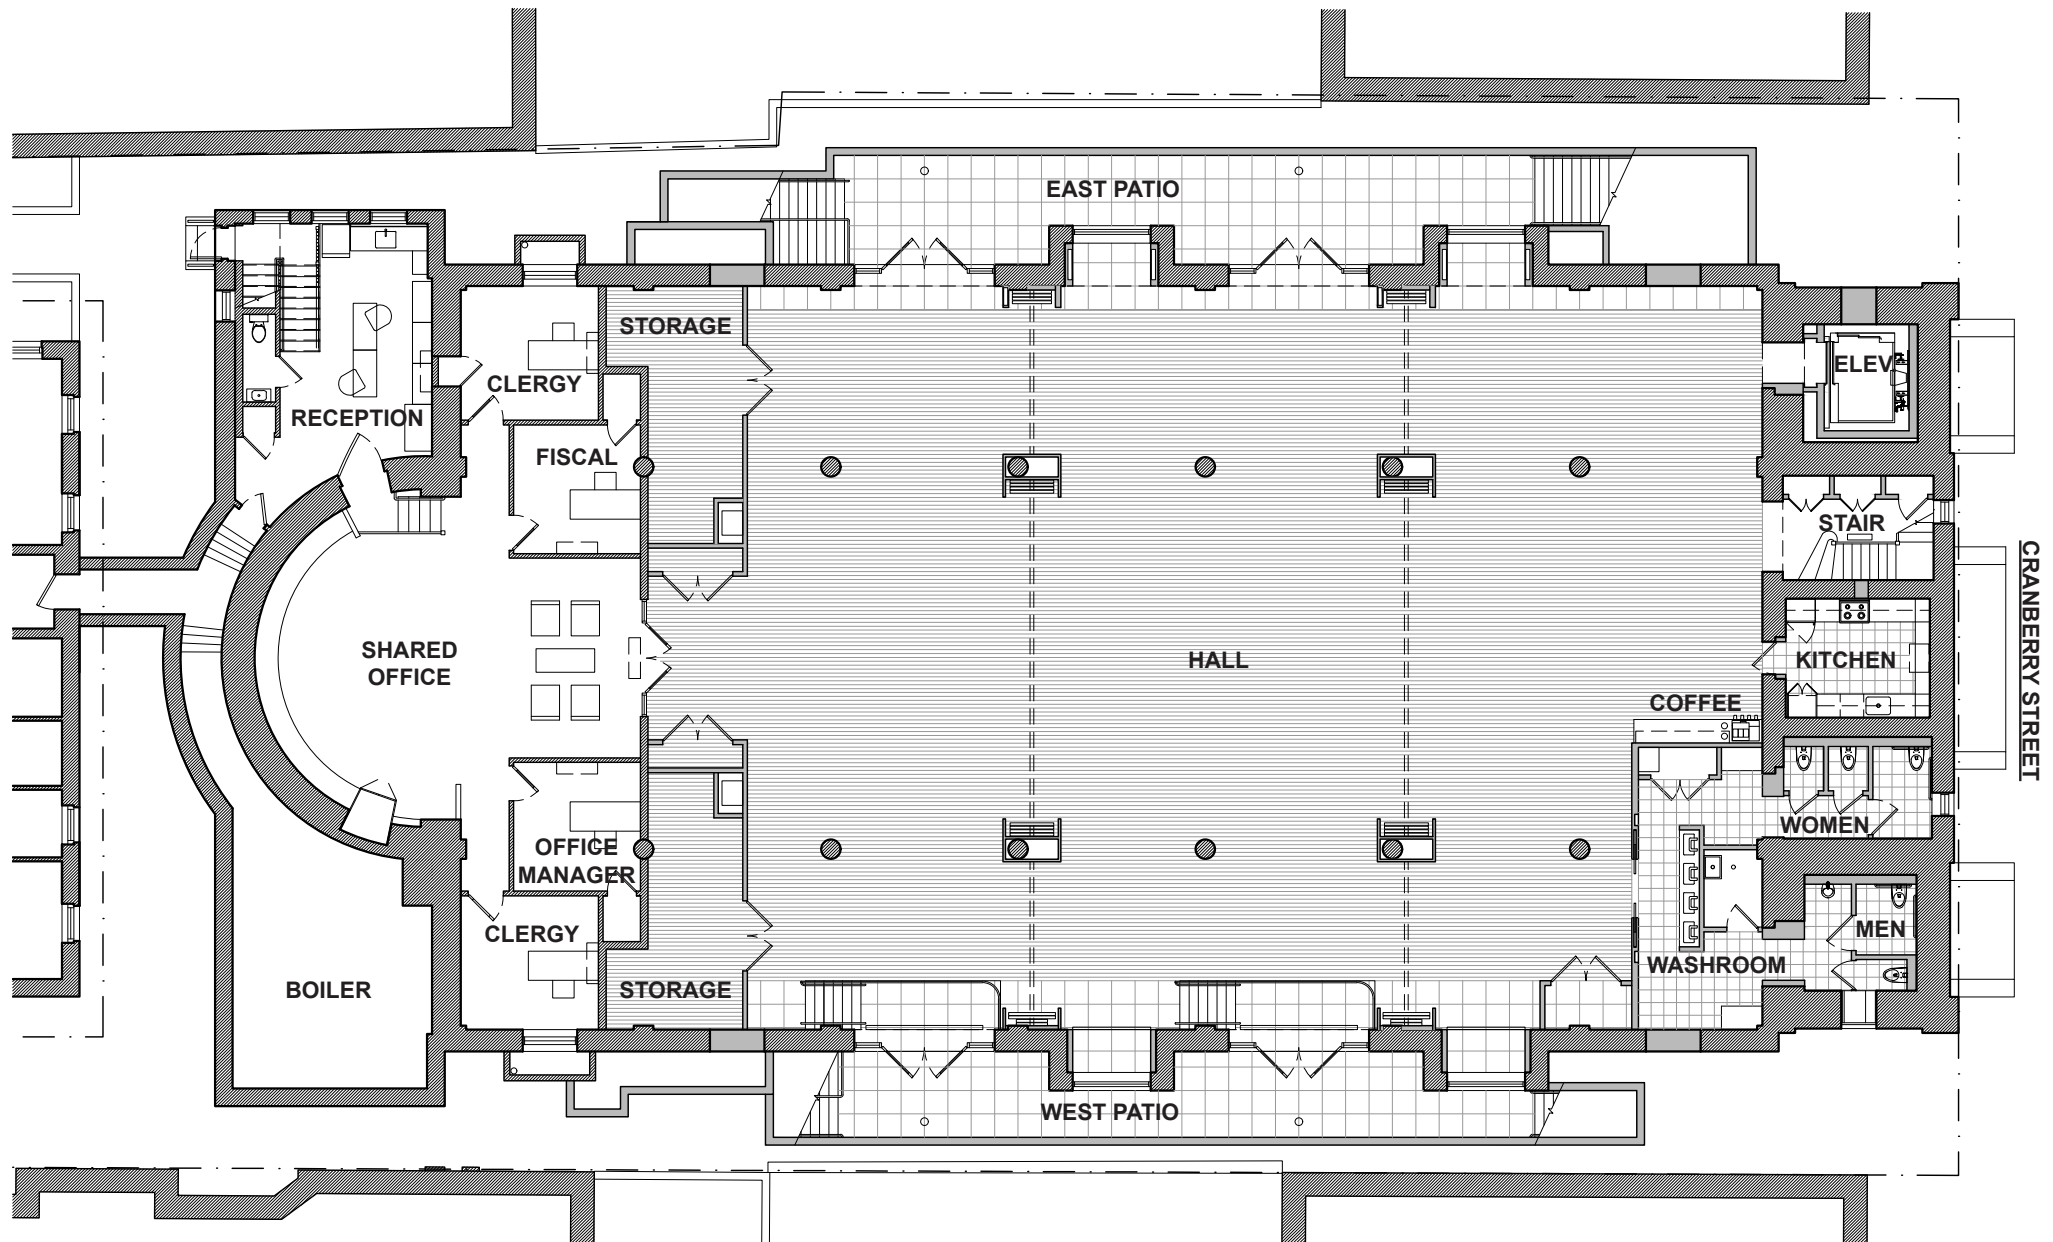 EAST PATIO
STORAGE
CLERGY
ELEV
RECEPTION
FISCAL
STAIR
CRANBERRY STREET
SHARED
OFFICE
HALL
KITCHEN
COFFEE
WOMEN
OFFICE
MANAGER
CLERGY
MEN
WASHROOM
BOILER
STORAGE
WEST PATIO